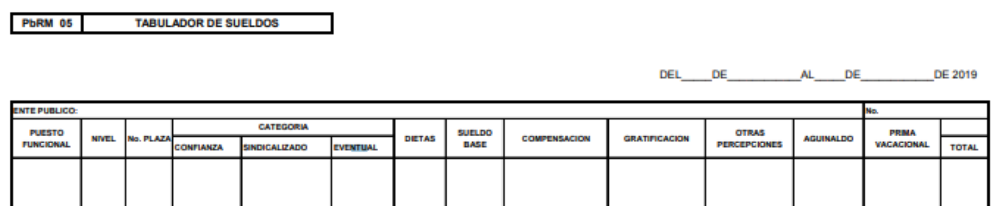 PbRM 05 TABULADOR DE SUELDOS
DEL_____DE____________AL_____DE____________DE 2019
ENTE PUBLICO: No.
PUESTO FUNCIONAL NIVEL No. PLAZA CATEGORIA DIETAS SUELDO BASE COMPENSACION GRATIFICACION OTRAS PERCEPCIONES AGUINALDO PRIMA VACACIONAL
CONFIANZA SINDICALIZADO EVENTUAL TOTAL